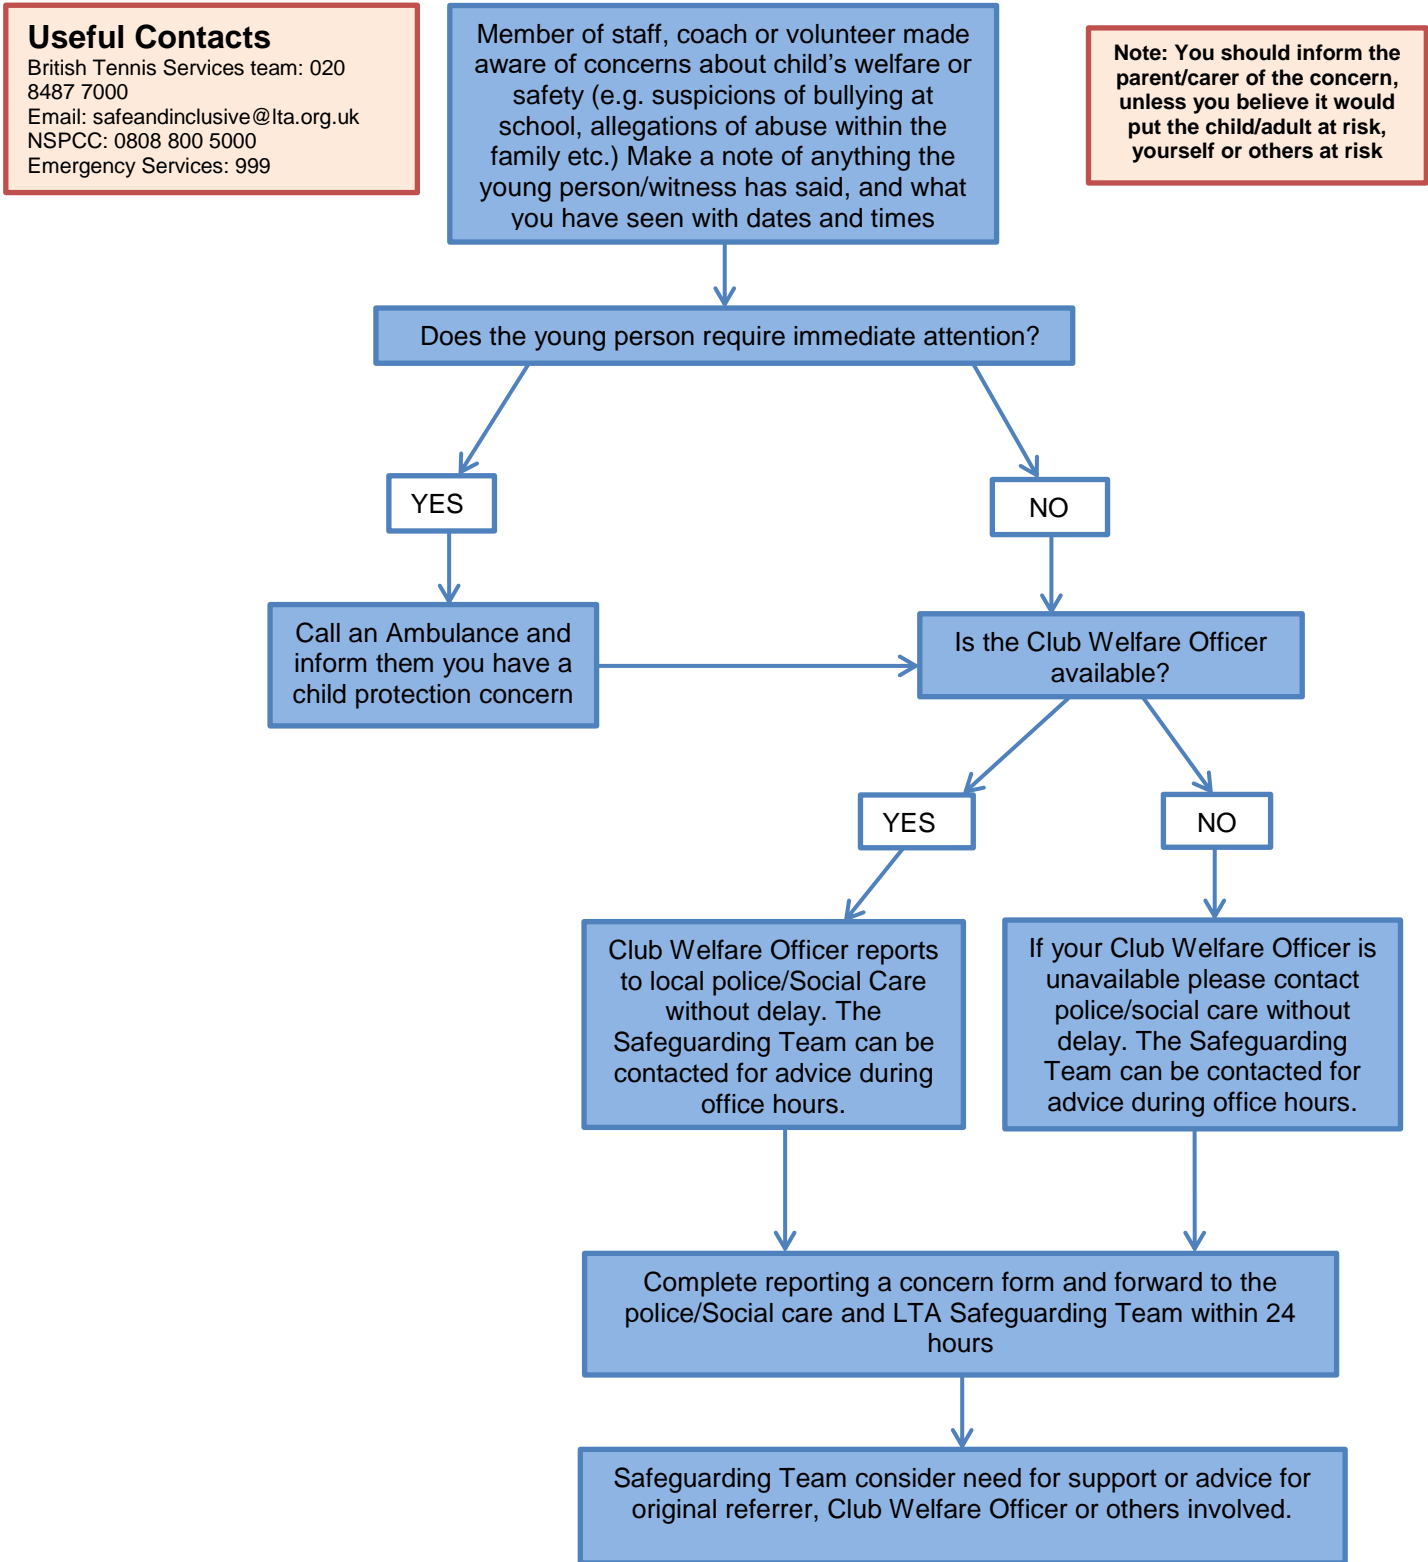 Useful Contacts
British Tennis Services team: 020
8487 7000
Email: safeandinclusive@lta.org.uk
NSPCC: 0808 800 5000
Emergency Services: 999
Member of staff, coach or volunteer made
aware of concerns about child’s welfare or
safety (e.g. suspicions of bullying at
school, allegations of abuse within the
family etc.) Make a note of anything the
young person/witness has said, and what
you have seen with dates and times
Note: You should inform the
parent/carer of the concern,
unless you believe it would
put the child/adult at risk,
yourself or others at risk
Does the young person require immediate attention?
YES
NO
Call an Ambulance and
inform them you have a
child protection concern
Is the Club Welfare Officer
available?
YES
NO
Club Welfare Officer reports
to local police/Social Care
without delay. The
Safeguarding Team can be
contacted for advice during
office hours.
If your Club Welfare Officer is
unavailable please contact
police/social care without
delay. The Safeguarding
Team can be contacted for
advice during office hours.
Complete reporting a concern form and forward to the
police/Social care and LTA Safeguarding Team within 24
hours
Safeguarding Team consider need for support or advice for
original referrer, Club Welfare Officer or others involved.